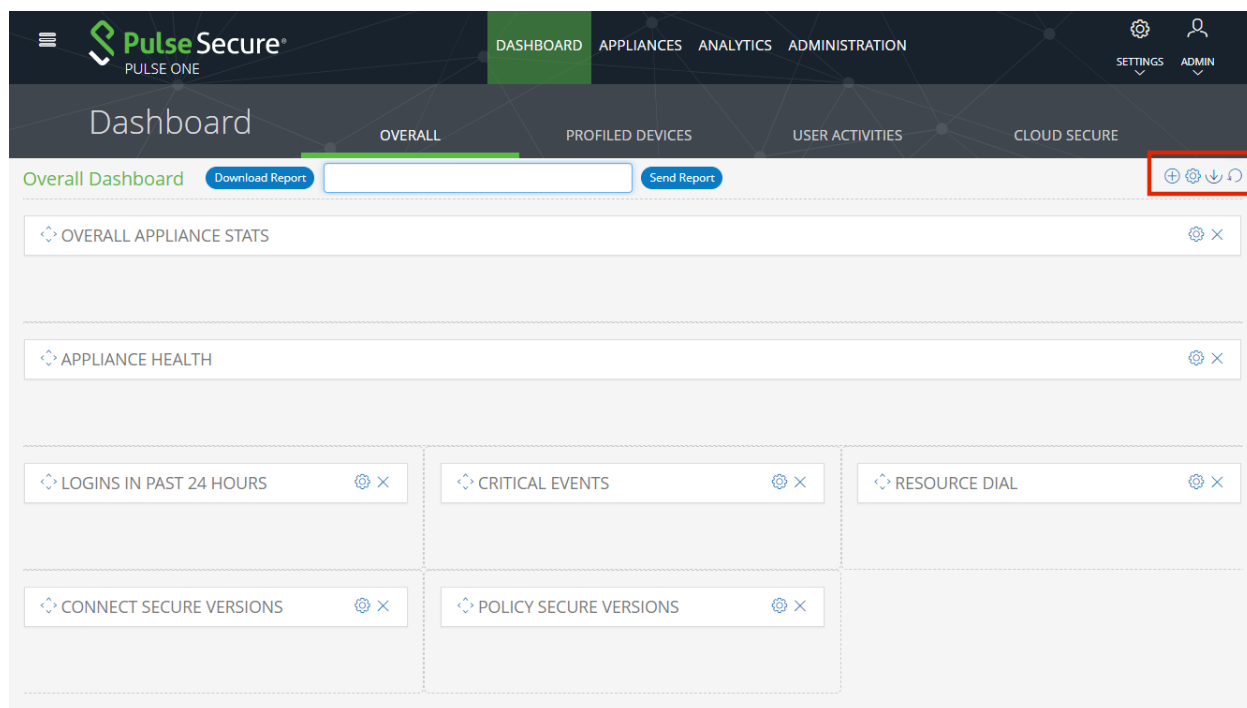 Pulse Secure®
PULSE ONE
DASHBOARD APPLIANCES ANALYTICS ADMINISTRATION
SETTINGS ADMIN
Dashboard
OVERALL PROFILED DEVICES USER ACTIVITIES CLOUD SECURE
Overall Dashboard Download Report Send Report
OVERALL APPLIANCE STATS
APPLIANCE HEALTH
LOGINS IN PAST 24 HOURS CRITICAL EVENTS RESOURCE DIAL
CONNECT SECURE VERSIONS POLICY SECURE VERSIONS